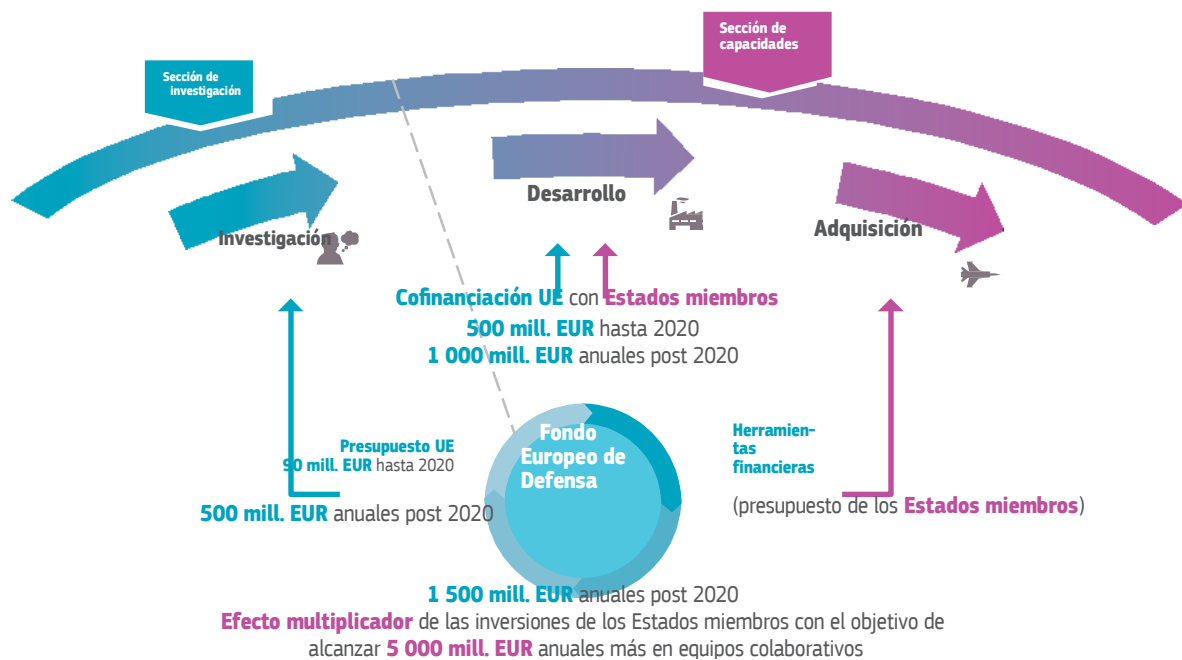 Sección de
investigación
Sección de
capacidades
Investigación
Desarrollo
Adquisición
Cofinanciación UE con Estados miembros
500 mill. EUR hasta 2020
1 000 mill. EUR anuales post 2020
Presupuesto UE
90 mill. EUR hasta 2020
500 mill. EUR anuales post 2020
Fondo
Europeo de
Defensa
Herramien-
tas
financieras
(presupuesto de los Estados miembros)
1 500 mill. EUR anuales post 2020
Efecto multiplicador de las inversiones de los Estados miembros con el objetivo de
alcanzar 5 000 mill. EUR anuales más en equipos colaborativos